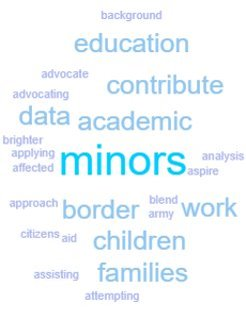 background
education
advocate
contribute
advocating
data academic
brighter
applying minors analysis
affected aspire
approach border blend work
army
citizens aid children
assisting families
attempting